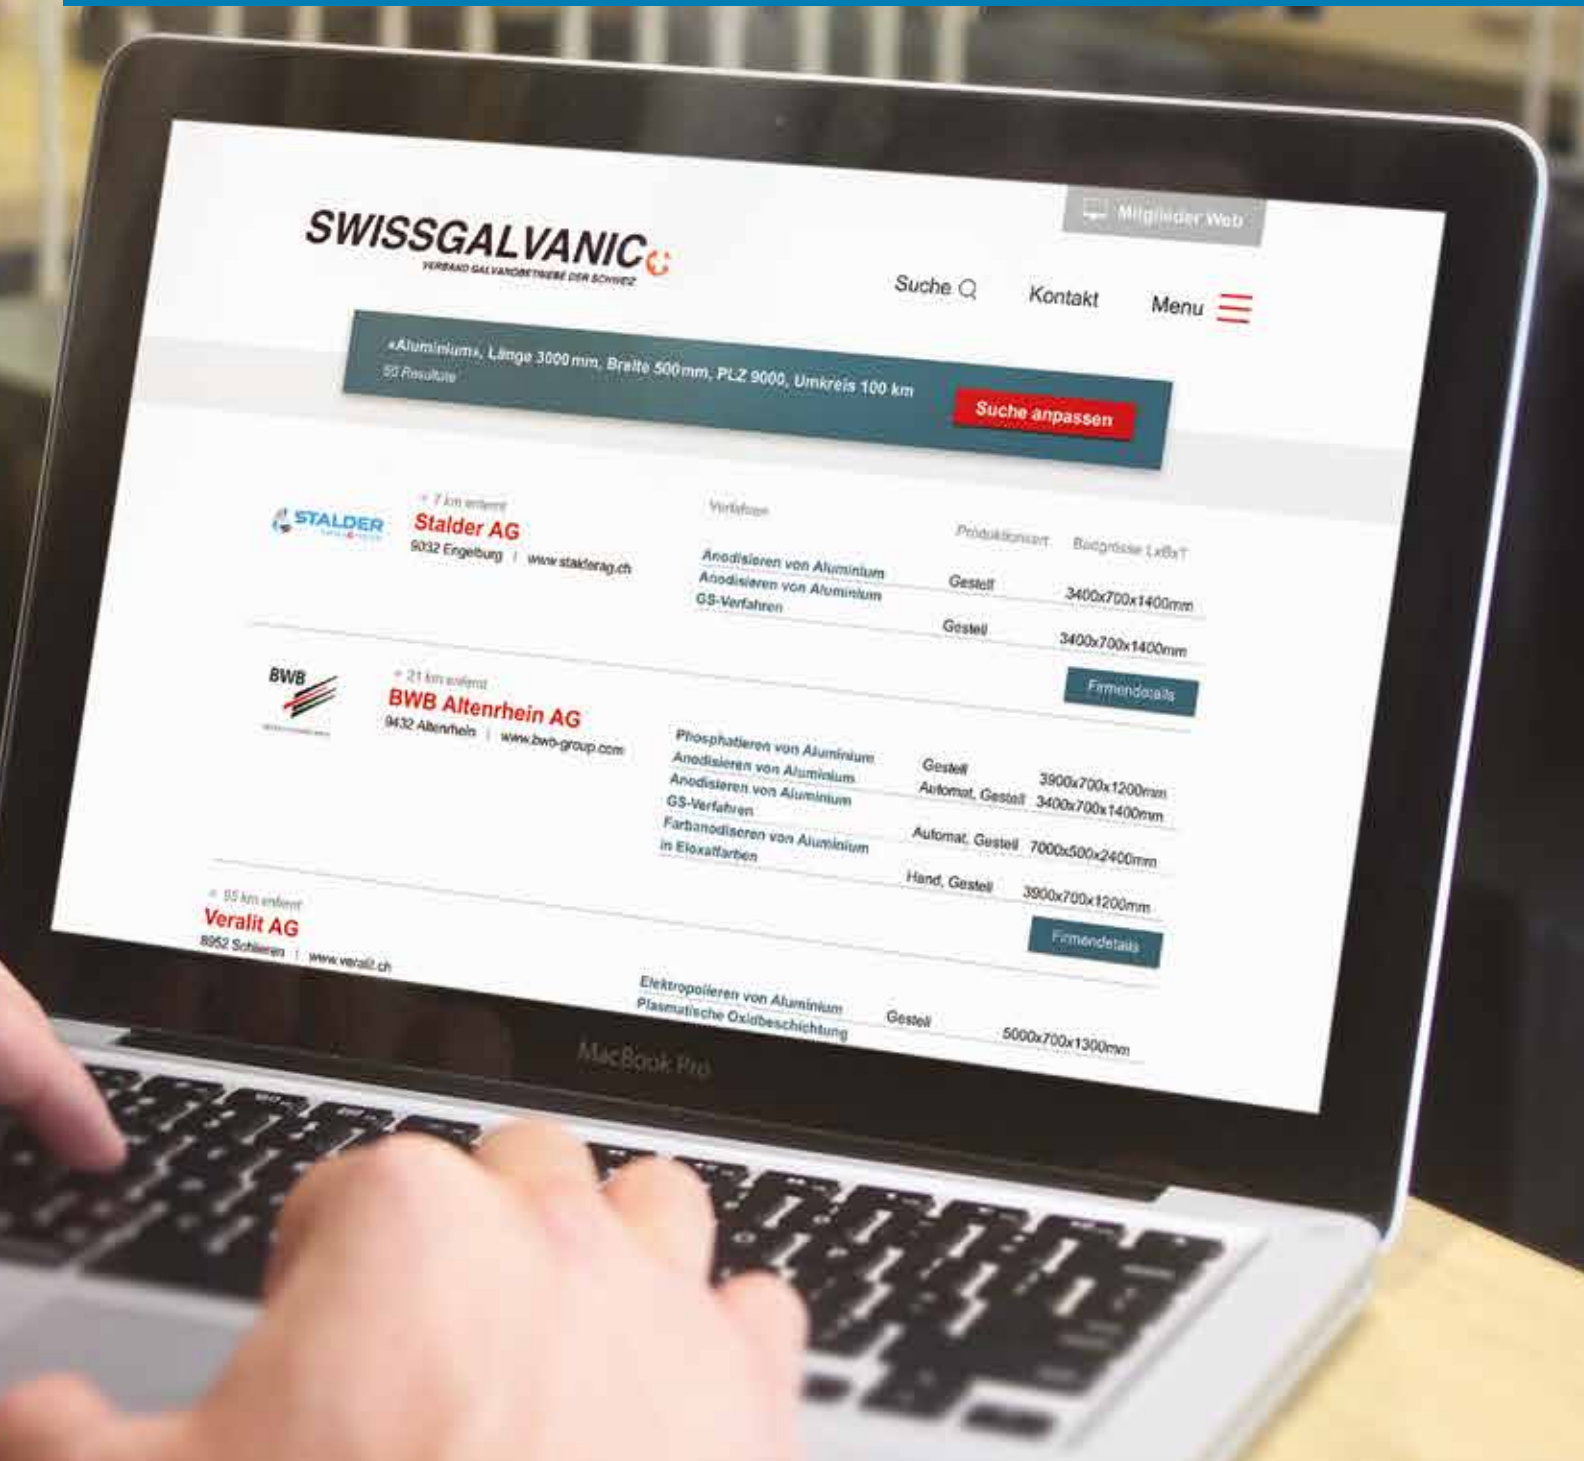 Mitglieder Web
SWISSGALVANIC
VERBAND GALVANOBETRIEBE DER SCHWEIZ
Suche
Kontakt
Menu
«Aluminium», Länge 3000 mm, Breite 500 mm, PLZ 9000, Umkreis 100 km
50 Resultate
Suche anpassen
Verfahren
Produktionsart
Badgrösse LxBxT
STALDER
7 km entfernt
Stalder AG
9032 Engelburg | www.stalderag.ch
Anodisieren von Aluminium
Gestell
3400x700x1400mm
Anodisieren von Aluminium
GS-Verfahren
Gestell
3400x700x1400mm
Firmendetails
BWB
21 km entfernt
BWB Altenrhein AG
9432 Altenrhein | www.bwb-group.com
Phosphatieren von Aluminium
Gestell
3900x700x1200mm
Anodisieren von Aluminium
Automat, Gestell
3400x700x1400mm
Anodisieren von Aluminium
GS-Verfahren
Automat, Gestell
7000x500x2400mm
Farbanodiseren von Aluminium
in Eloxalfarben
Hand, Gestell
3900x700x1200mm
Firmendetails
km entfernt
Veralit AG
8952 Schlieren | www.veralit.ch
Elektropolieren von Aluminium
Gestell
5000x700x1300mm
Plasmatische Oxidbeschichtung
MacBook Pro